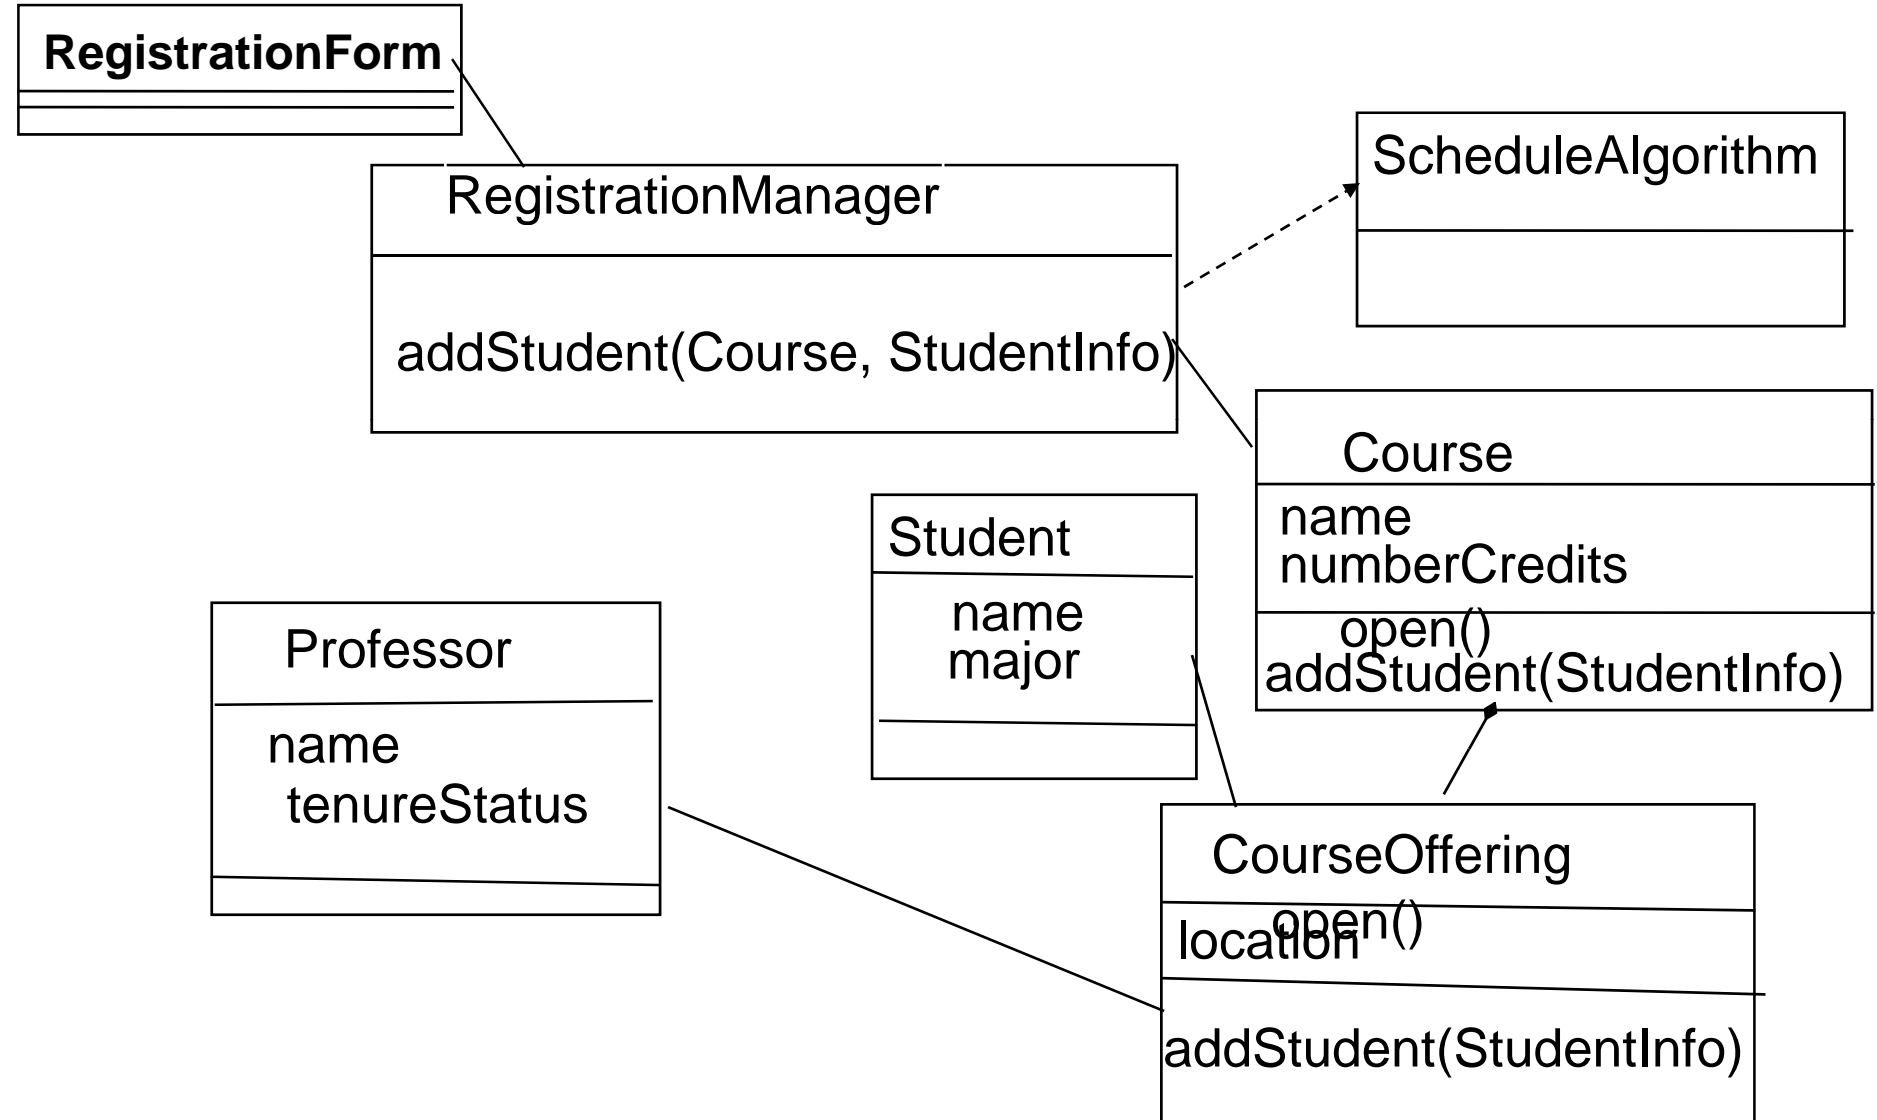 RegistrationForm
RegistrationManager
addStudent(Course, StudentInfo)
ScheduleAlgorithm
Course
name
numberCredits
open()
addStudent(StudentInfo)
Student
name
major
Professor
name
tenureStatus
CourseOffering
location
open()
addStudent(StudentInfo)